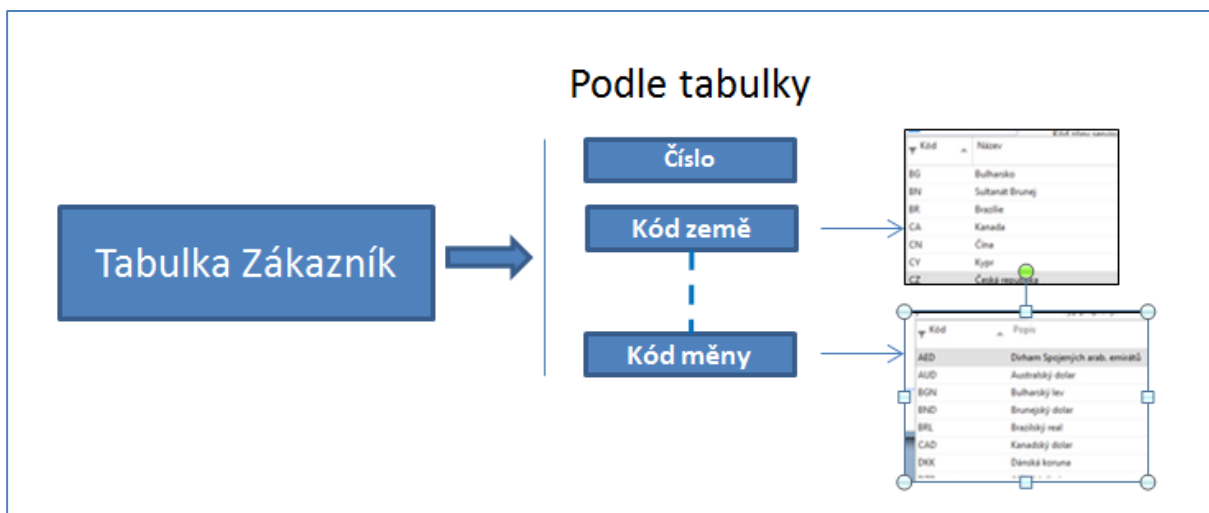 Podle tabulky
Číslo
Tabulka Zákazník
Kód země
Kód měny
Kód Název
BG Bulharsko
BN Sultanát Brunej
BR Brazílie
CA Kanada
CN Čína
CY Kypr
CZ Česká republika
Kód Popis
AED Dirham Spojených arab. emirátů
AUD Australský dolar
BGN Bulharský lev
BND Brunejský dolar
BRL Brazilský real
CAD Kanadský dolar
DKK Dánská koruna